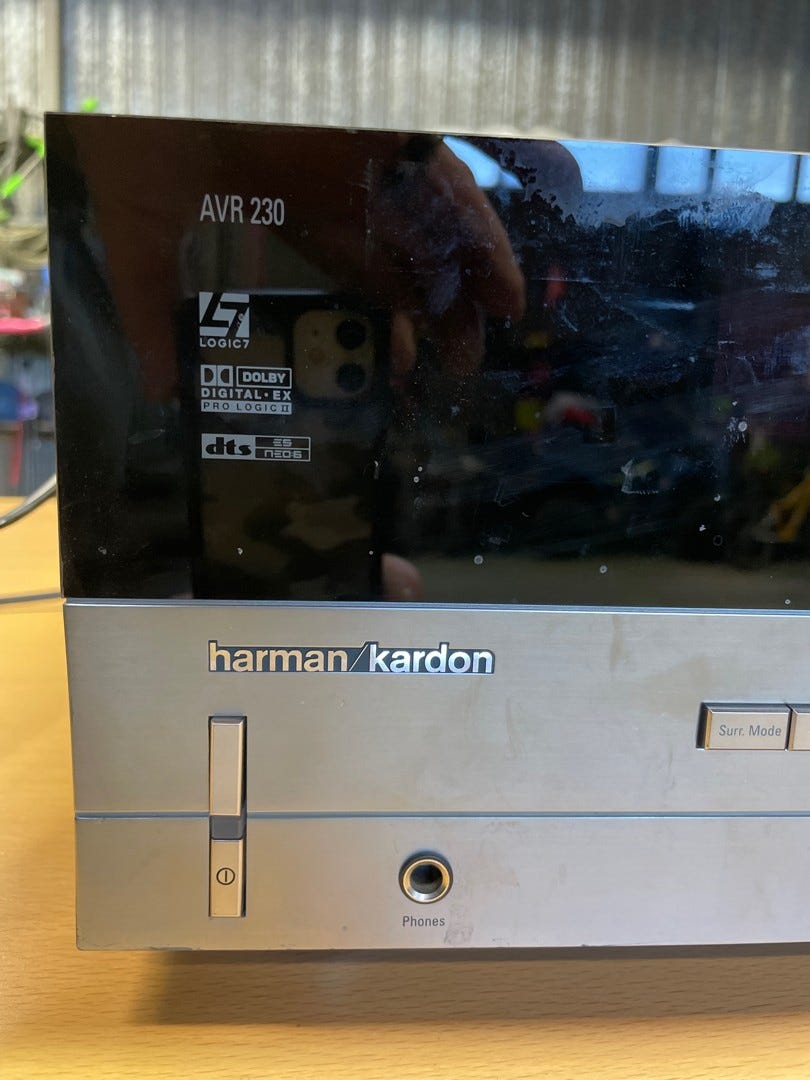 AVR 230
LOGIC7
DOLBY
DIGITAL·EX
PRO LOGIC II
dts ES
NEO:6
harman/kardon
Surr. Mode
Phones